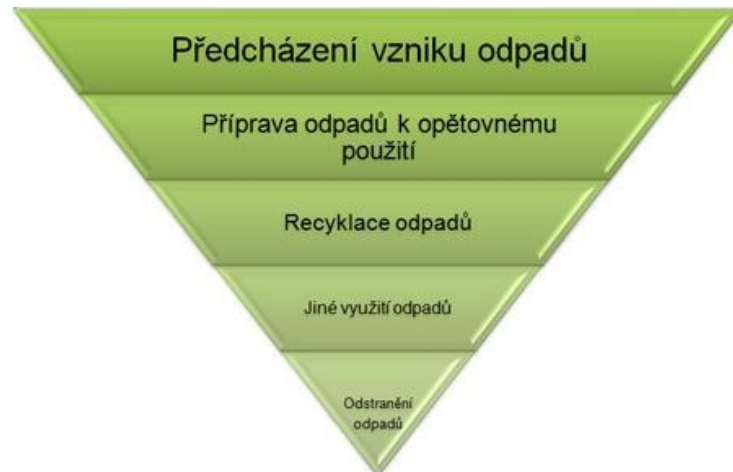 Předcházení vzniku odpadů
Příprava odpadů k opětovnému
použití
Recyklace odpadů
Jiné využití odpadů
Odstranění
odpadů